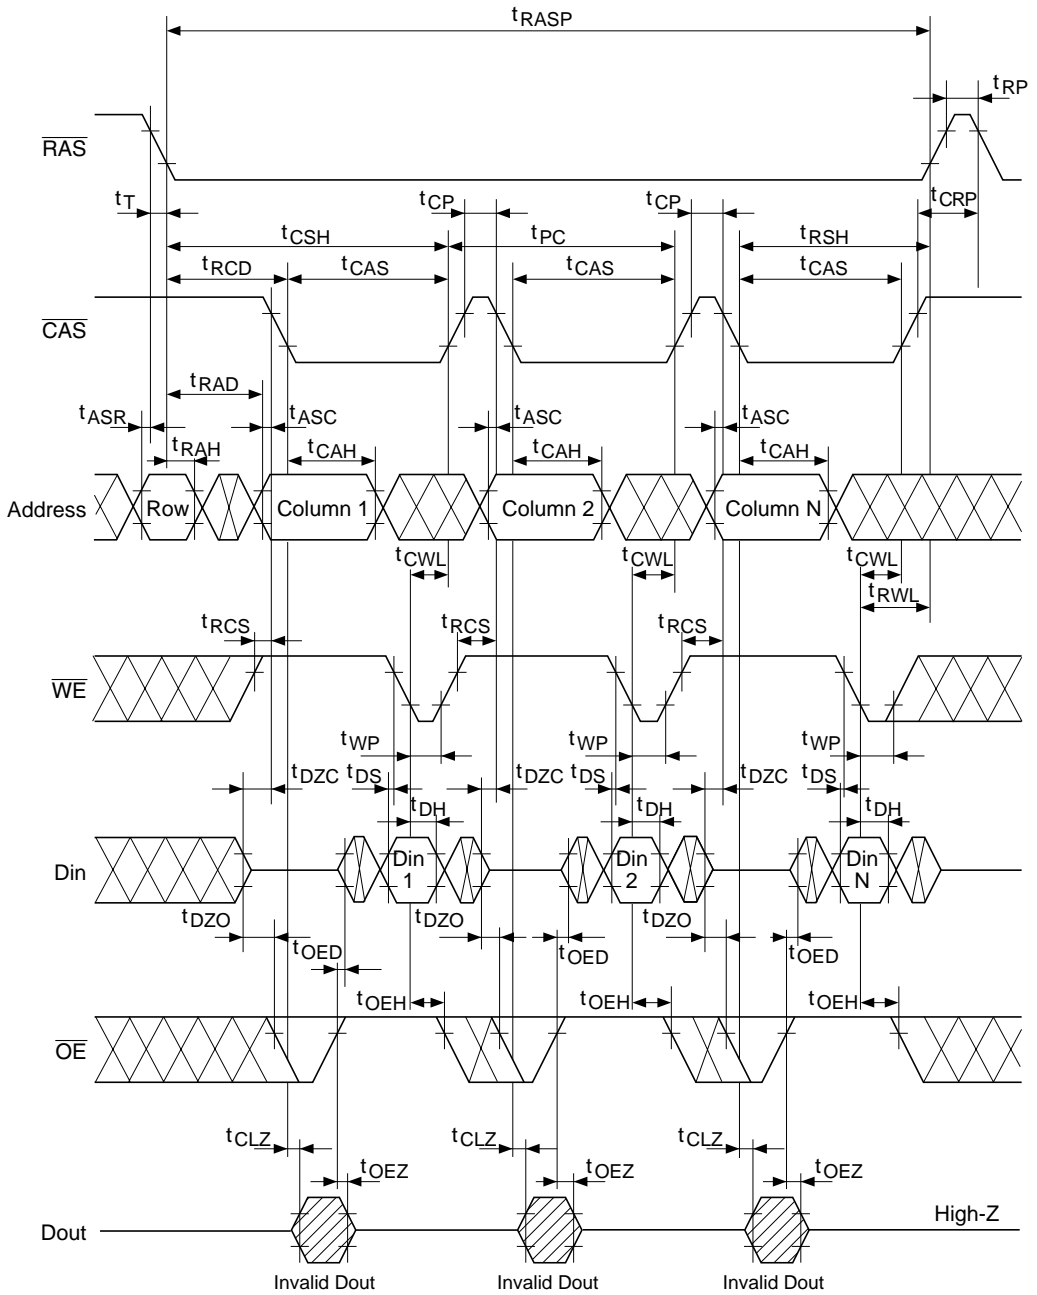 tRASP
tRP
RAS
tT
tCP
tCP
tCRP
tCSH
tPC
tRSH
tRCD
tCAS
tCAS
tCAS
CAS
tRAD
tASR
tASC
tASC
tASC
tRAH
tCAH
tCAH
tCAH
Address
Row
Column 1
Column 2
Column N
tCWL
tCWL
tCWL
tRWL
tRCS
tRCS
tRCS
WE
tWP
tWP
tWP
tDZC
tDS
tDZC
tDS
tDZC
tDS
tDH
tDH
tDH
Din
Din 1
Din 2
Din N
tDZO
tDZO
tDZO
tOED
tOED
tOED
tOEH
tOEH
tOEH
OE
tCLZ
tCLZ
tCLZ
tOEZ
tOEZ
tOEZ
High-Z
Dout
Invalid Dout
Invalid Dout
Invalid Dout